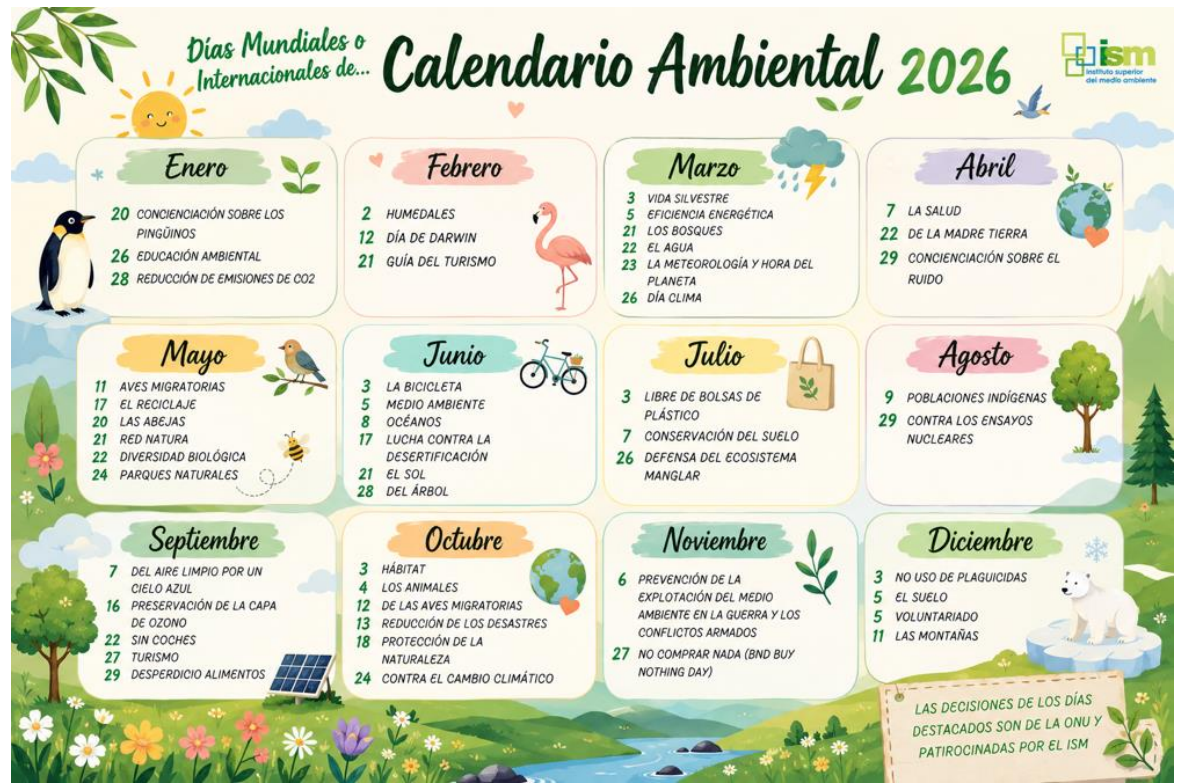 Días Mundiales o
Internacionales de...
Calendario Ambiental 2026
ism
instituto superior
del medio ambiente
Enero
20 CONCIENCIACIÓN SOBRE LOS
PINGÜINOS
26 EDUCACIÓN AMBIENTAL
28 REDUCCIÓN DE EMISIONES DE CO2
Febrero
2 HUMEDALES
12 DÍA DE DARWIN
21 GUÍA DEL TURISMO
Marzo
3 VIDA SILVESTRE
5 EFICIENCIA ENERGÉTICA
21 LOS BOSQUES
22 EL AGUA
23 LA METEOROLOGÍA Y HORA DEL
PLANETA
26 DÍA CLIMA
Abril
7 LA SALUD
22 DE LA MADRE TIERRA
29 CONCIENCIACIÓN SOBRE EL
RUIDO
Mayo
11 AVES MIGRATORIAS
17 EL RECICLAJE
20 LAS ABEJAS
21 RED NATURA
22 DIVERSIDAD BIOLÓGICA
24 PARQUES NATURALES
Junio
3 LA BICICLETA
5 MEDIO AMBIENTE
8 OCÉANOS
17 LUCHA CONTRA LA
DESERTIFICACIÓN
21 EL SOL
28 DEL ÁRBOL
Julio
3 LIBRE DE BOLSAS DE
PLÁSTICO
7 CONSERVACIÓN DEL SUELO
26 DEFENSA DEL ECOSISTEMA
MANGLAR
Agosto
9 POBLACIONES INDÍGENAS
29 CONTRA LOS ENSAYOS
NUCLEARES
Septiembre
7 DEL AIRE LIMPIO POR UN
CIELO AZUL
16 PRESERVACIÓN DE LA CAPA
DE OZONO
22 SIN COCHES
27 TURISMO
29 DESPERDICIO ALIMENTOS
Octubre
3 HÁBITAT
4 LOS ANIMALES
12 DE LAS AVES MIGRATORIAS
13 REDUCCIÓN DE LOS DESASTRES
18 PROTECCIÓN DE LA
NATURALEZA
24 CONTRA EL CAMBIO CLIMÁTICO
Noviembre
6 PREVENCIÓN DE LA
EXPLOTACIÓN DEL MEDIO
AMBIENTE EN LA GUERRA Y LOS
CONFLICTOS ARMADOS
27 NO COMPRAR NADA (BND BUY
NOTHING DAY)
Diciembre
3 NO USO DE PLAGUICIDAS
5 EL SUELO
5 VOLUNTARIADO
11 LAS MONTAÑAS
LAS DECISIONES DE LOS DÍAS
DESTACADOS SON DE LA ONU Y
PATIROCINADAS POR EL ISM